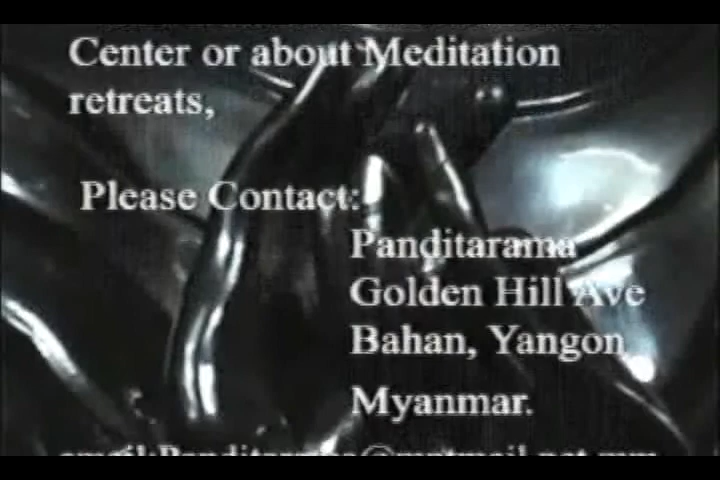 Center or about Meditation
retreats,
Please Contact:
Panditarama
Golden Hill Ave
Bahan, Yangon
Myanmar.